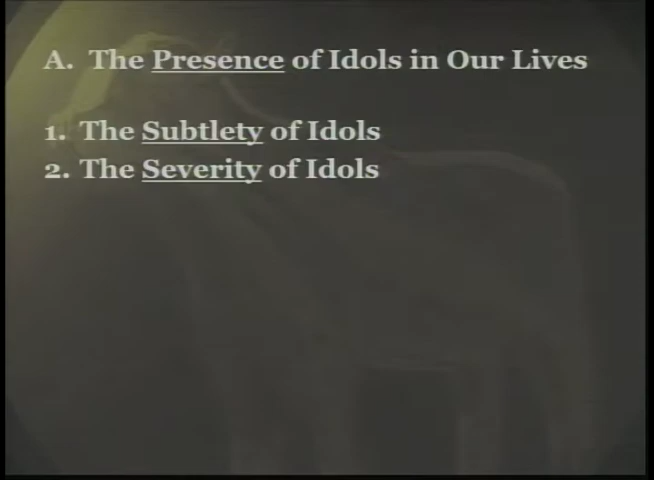 A. The Presence of Idols in Our Lives
1. The Subtlety of Idols
2. The Severity of Idols